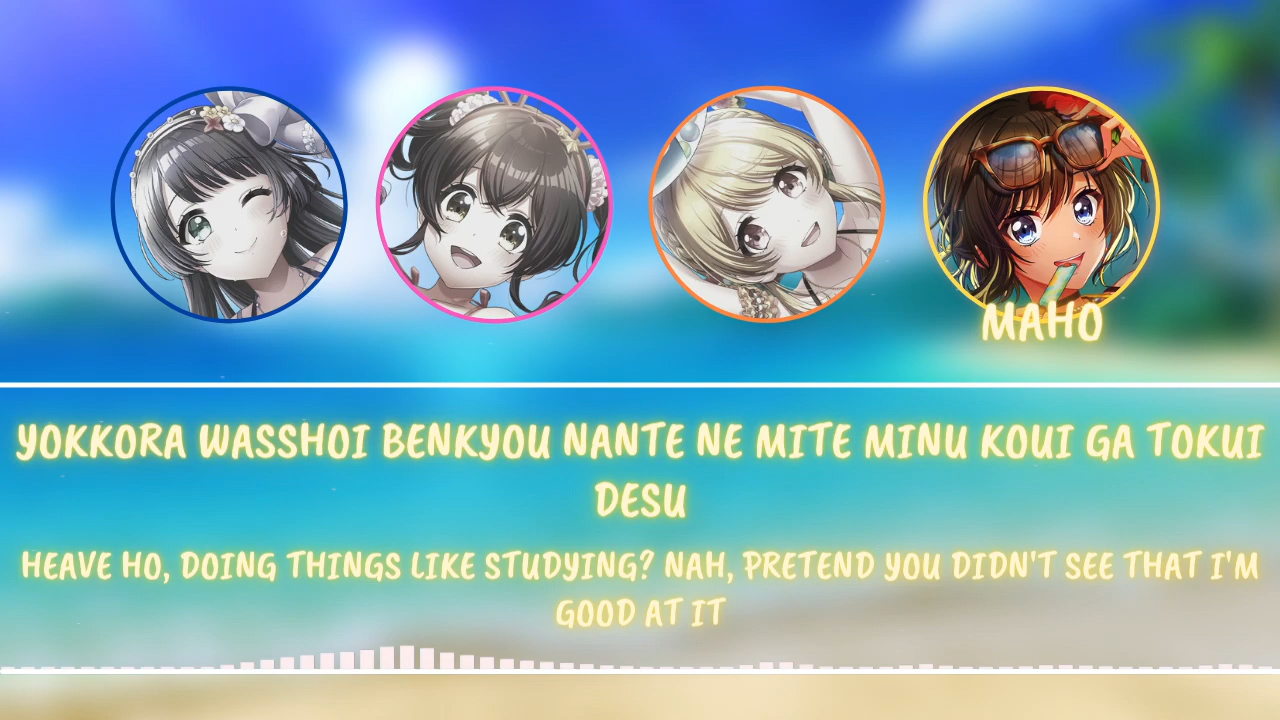 MAHO
YOKKORA WASSHOI BENKYOU NANTE NE MITE MINU KOUI GA TOKUI
DESU
HEAVE HO, DOING THINGS LIKE STUDYING? NAH, PRETEND YOU DIDN'T SEE THAT I'M
GOOD AT IT